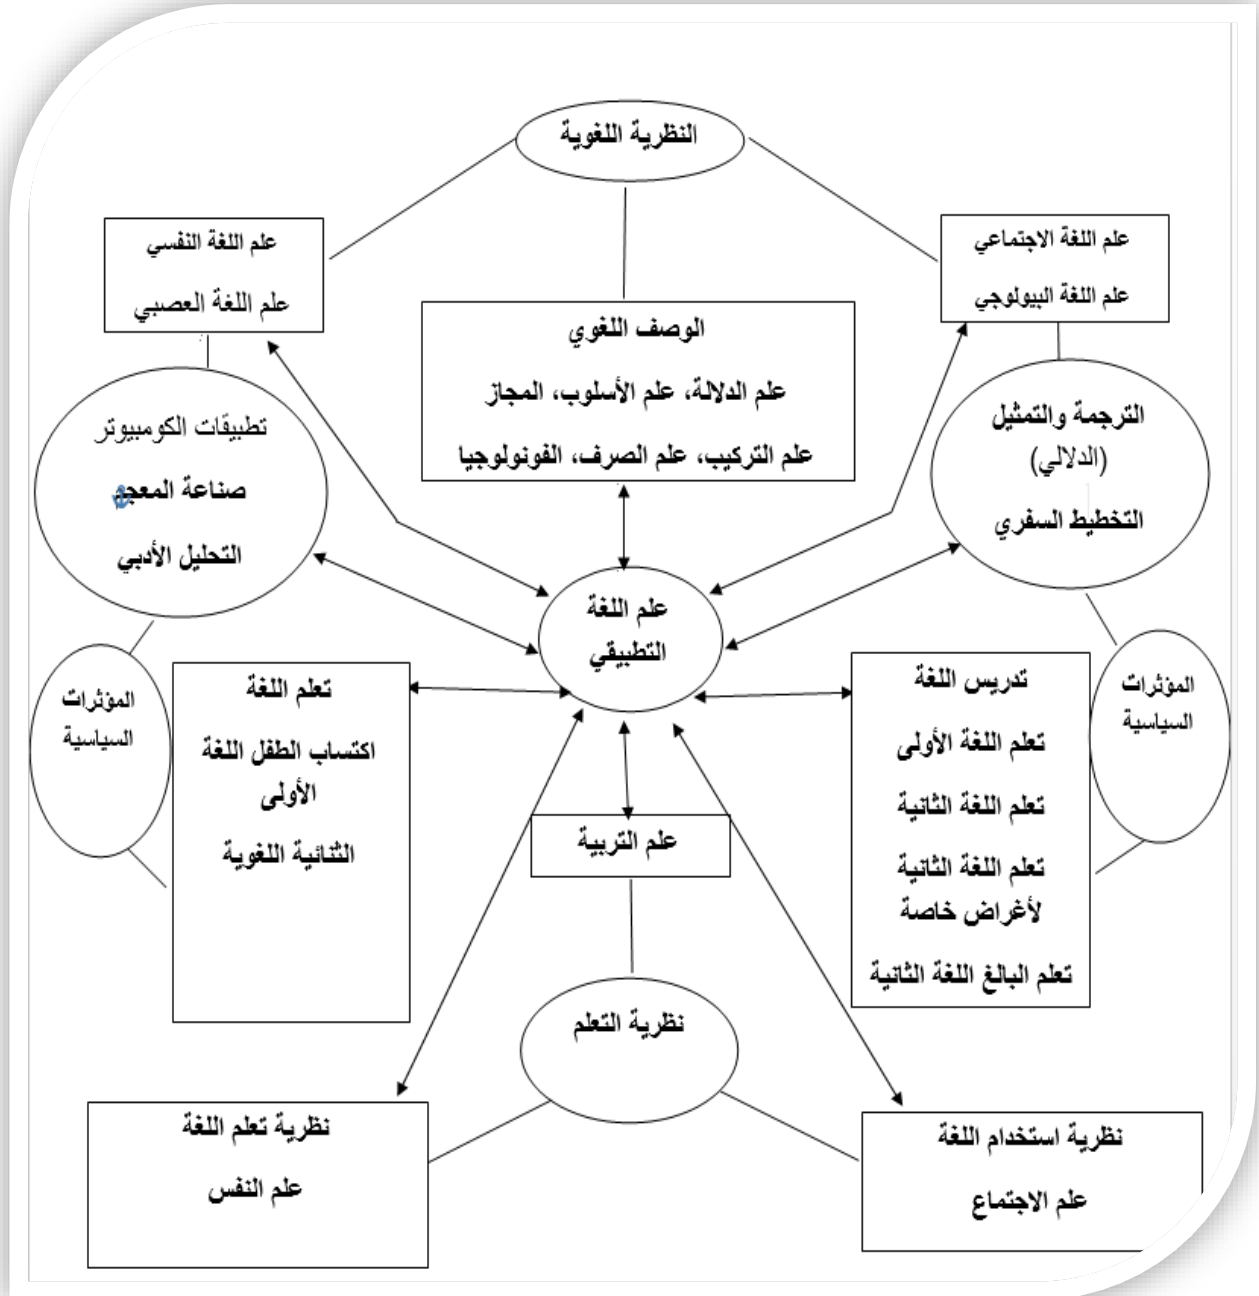 النظرية اللغوية
علم اللغة الاجتماعي
علم اللغة البيولوجي
علم اللغة النفسي
علم اللغة العصبي
الوصف اللغوي
علم الدلالة، علم الأسلوب، المجاز
علم التركيب، علم الصرف، الفونولوجيا
الترجمة والتمثيل
(الدلالي)
التخطيط السفري
تطبيقات الكومبيوتر
صناعة المعجم
التحليل الأدبي
علم اللغة
التطبيقي
المؤثرات
السياسية
تدريس اللغة
تعلم اللغة الأولى
تعلم اللغة الثانية
تعلم اللغة الثانية
لأغراض خاصة
تعلم البالغ اللغة الثانية
تعلم اللغة
اكتساب الطفل اللغة
الأولى
الثنائية اللغوية
المؤثرات
السياسية
علم التربية
نظرية التعلم
نظرية استخدام اللغة
علم الاجتماع
نظرية تعلم اللغة
علم النفس